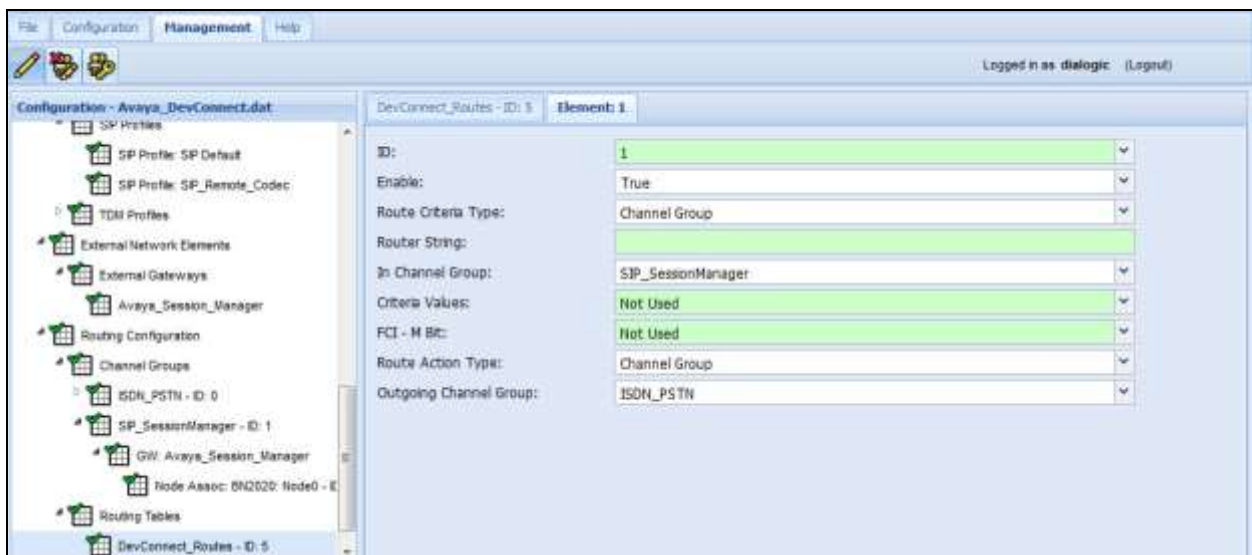 File Configuration Management Help
Logged in as dialogic (Logout)
Configuration - Avaya_DevConnect.dat
SIP Profiles
SIP Profile: SIP Default
SIP Profile: SIP_Remote_Codec
TDM Profiles
External Network Elements
External Gateways
Avaya_Session_Manager
Routing Configuration
Channel Groups
ISDN_PSTN - ID: 0
SIP_SessionManager - ID: 1
GW: Avaya_Session_Manager
Node Assoc: BN2020: Node0 - I
Routing Tables
DevConnect_Routes - ID: 5
DevConnect_Routes - ID: 5 Element: 1
ID: 1
Enable: True
Route Criteria Type: Channel Group
Router String:
In Channel Group: SIP_SessionManager
Criteria Values: Not Used
FCI - M Bit: Not Used
Route Action Type: Channel Group
Outgoing Channel Group: ISDN_PSTN